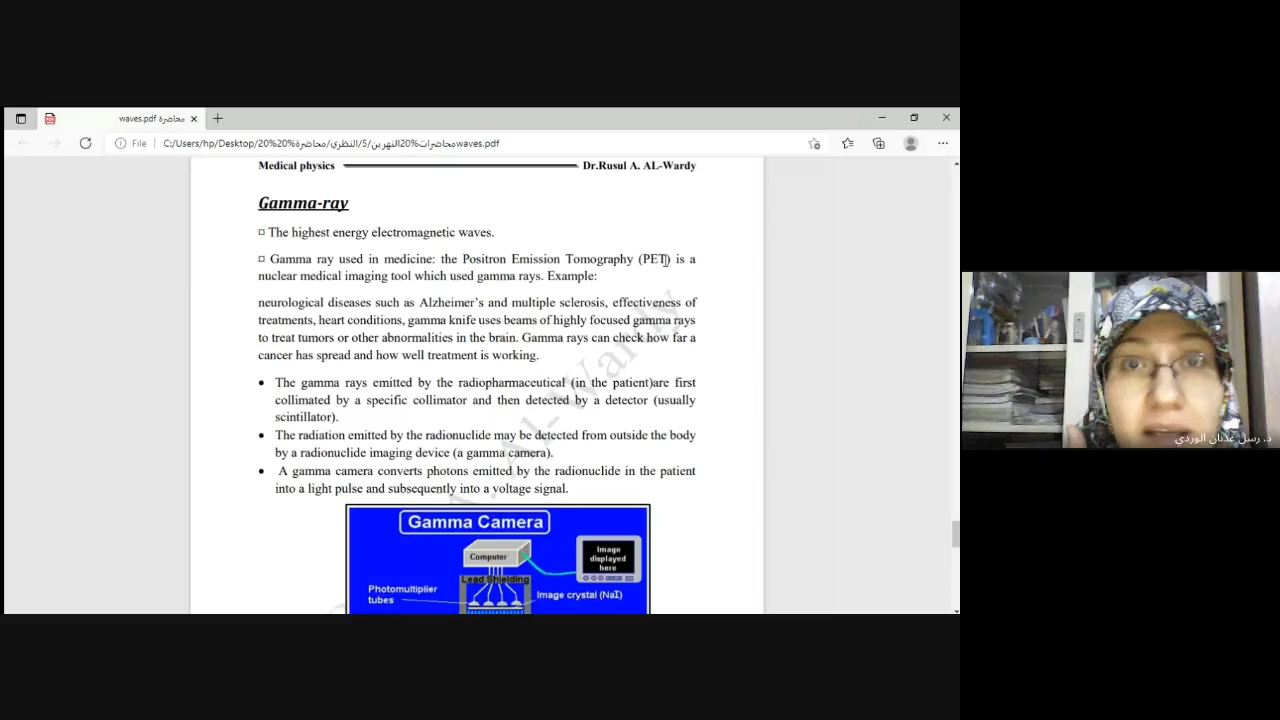 محاضرة waves.pdf
File
C:/Users/hp/Desktop/20%20%محاضرات%20النهرين/5/النظري/محاضرةwaves.pdf
Medical physics Dr.Rusul A. AL-Wardy
Gamma-ray
¤ The highest energy electromagnetic waves.
¤ Gamma ray used in medicine: the Positron Emission Tomography (PET) is a
nuclear medical imaging tool which used gamma rays. Example:
neurological diseases such as Alzheimer's and multiple sclerosis, effectiveness of
treatments, heart conditions, gamma knife uses beams of highly focused gamma rays
to treat tumors or other abnormalities in the brain. Gamma rays can check how far a
cancer has spread and how well treatment is working.
• The gamma rays emitted by the radiopharmaceutical (in the patient)are first
collimated by a specific collimator and then detected by a detector (usually
scintillator).
• The radiation emitted by the radionuclide may be detected from outside the body
by a radionuclide imaging device (a gamma camera).
• A gamma camera converts photons emitted by the radionuclide in the patient
into a light pulse and subsequently into a voltage signal.
A. Al-Wardy
Gamma Camera
Computer
Image
displayed
here
Lead Shielding
Photomultiplier
tubes
Image crystal (NaI)
د. رسل عدنان الوردي